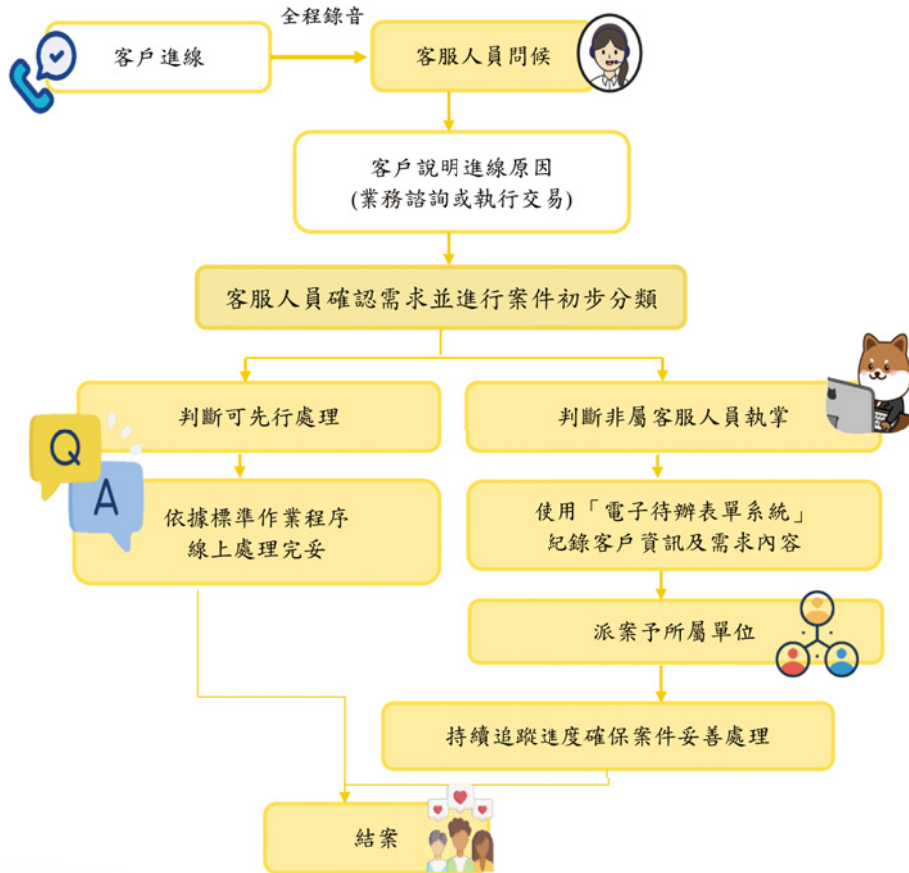 全程錄音
客戶進線
客服人員問候
客戶說明進線原因
(業務諮詢或執行交易)
客服人員確認需求並進行案件初步分類
判斷可先行處理
判斷非屬客服人員執掌
Q
A
依據標準作業程序
線上處理完妥
使用「電子待辦表單系統」
紀錄客戶資訊及需求內容
派案予所屬單位
持續追蹤進度確保案件妥善處理
結案